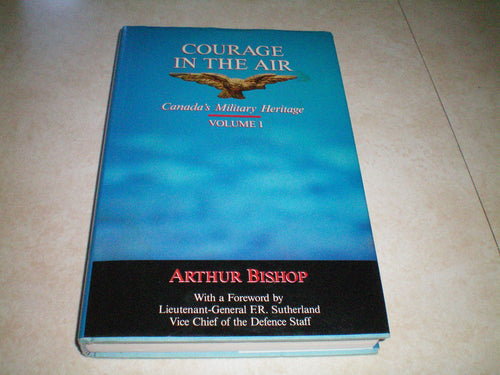 COURAGE
IN THE AIR
Canada's Military Heritage
VOLUME 1
ARTHUR BISHOP
With a Foreword by
Lieutenant-General F.R. Sutherland
Vice Chief of the Defence Staff